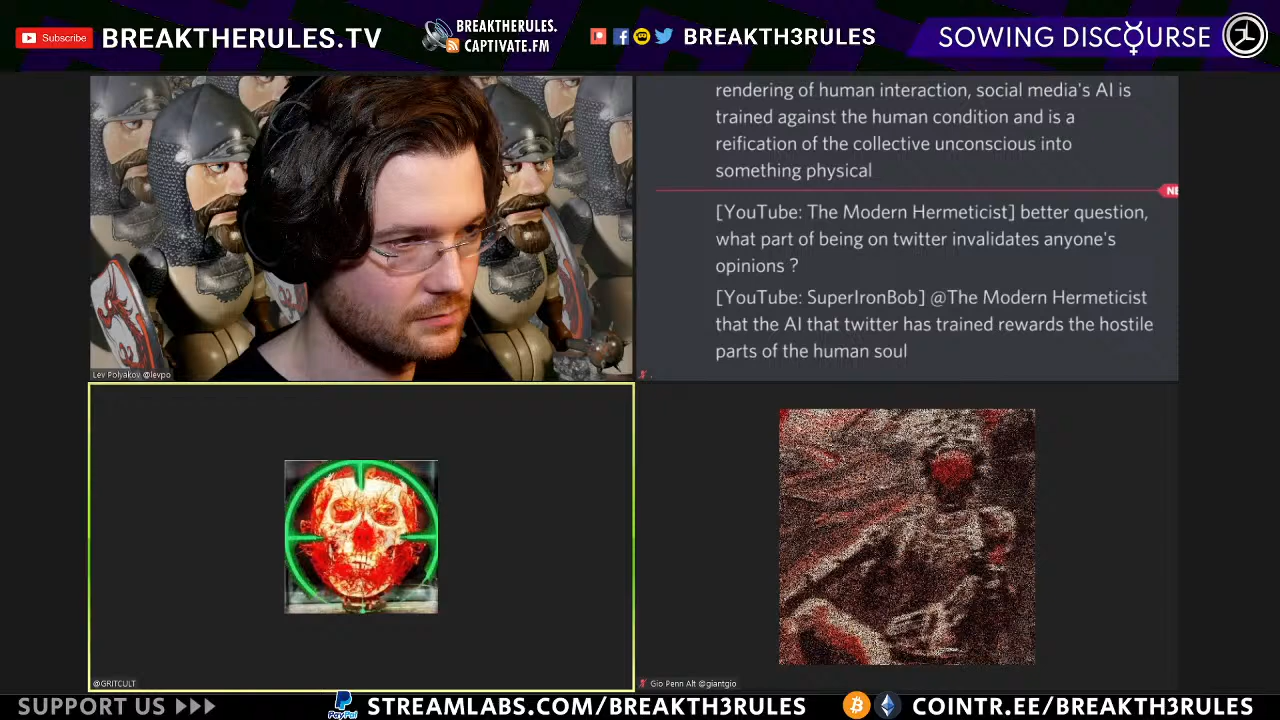 Subscribe BREAKTHERULES.TV
BREAKTHERULES.
CAPTIVATE.FM
BREAKTH3RULES
SOWING DISCOURSE
rendering of human interaction, social media's AI is
trained against the human condition and is a
reification of the collective unconscious into
something physical
NE
[YouTube: The Modern Hermeticist] better question,
what part of being on twitter invalidates anyone's
opinions ?
[YouTube: SuperIronBob] @The Modern Hermeticist
that the AI that twitter has trained rewards the hostile
parts of the human soul
Lev Polyakov @levpo
.
@GRITCULT
Gio Penn Alt @giantgio
SUPPORT US >>>
PayPal
STREAMLABS.COM/BREAKTH3RULES
COINTR.EE/BREAKTH3RULES